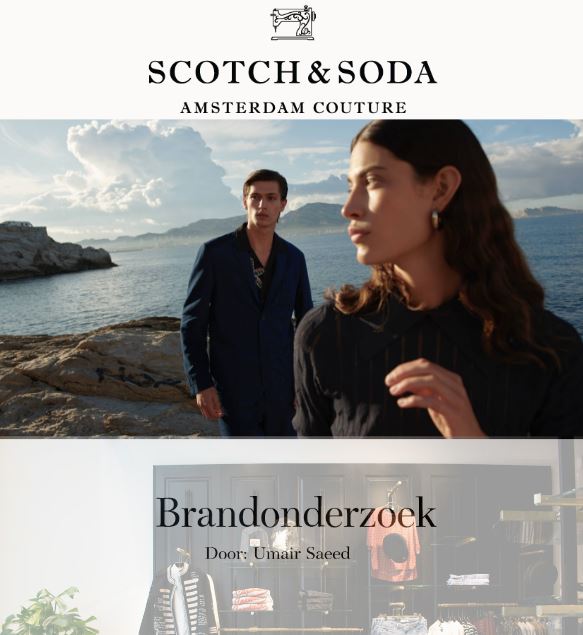 SCOTCH & SODA
AMSTERDAM COUTURE
Brandonderzoek
Door: Umair Saeed